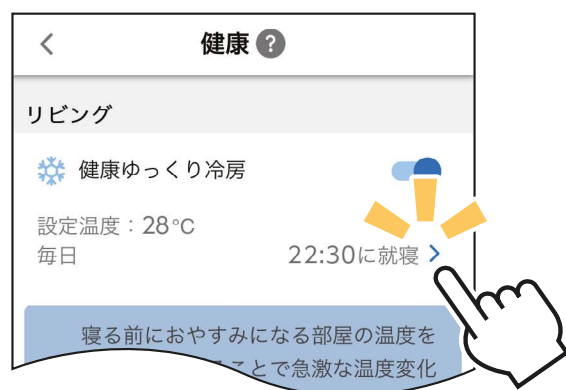 健康 ?
リビング
健康ゆっくり冷房
設定温度：28°C
毎日 22:30に就寝
寝る前におやすみになる部屋の温度を
ことで急激な温度変化